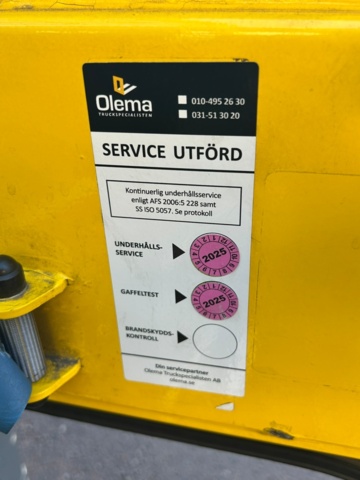 Olema
TRUCKSPECIALISTEN
010-495 26 30
031-51 30 20
SERVICE UTFÖRD
Kontinuerlig underhållsservice
enligt AFS 2006:5 228 samt
SS ISO 5057. Se protokoll
UNDERHÅLLS-
SERVICE
2025
GAFFELTEST
2025
BRANDSKYDDS-
KONTROLL
Din servicepartner
Olema Truckspecialisten AB
olema.se